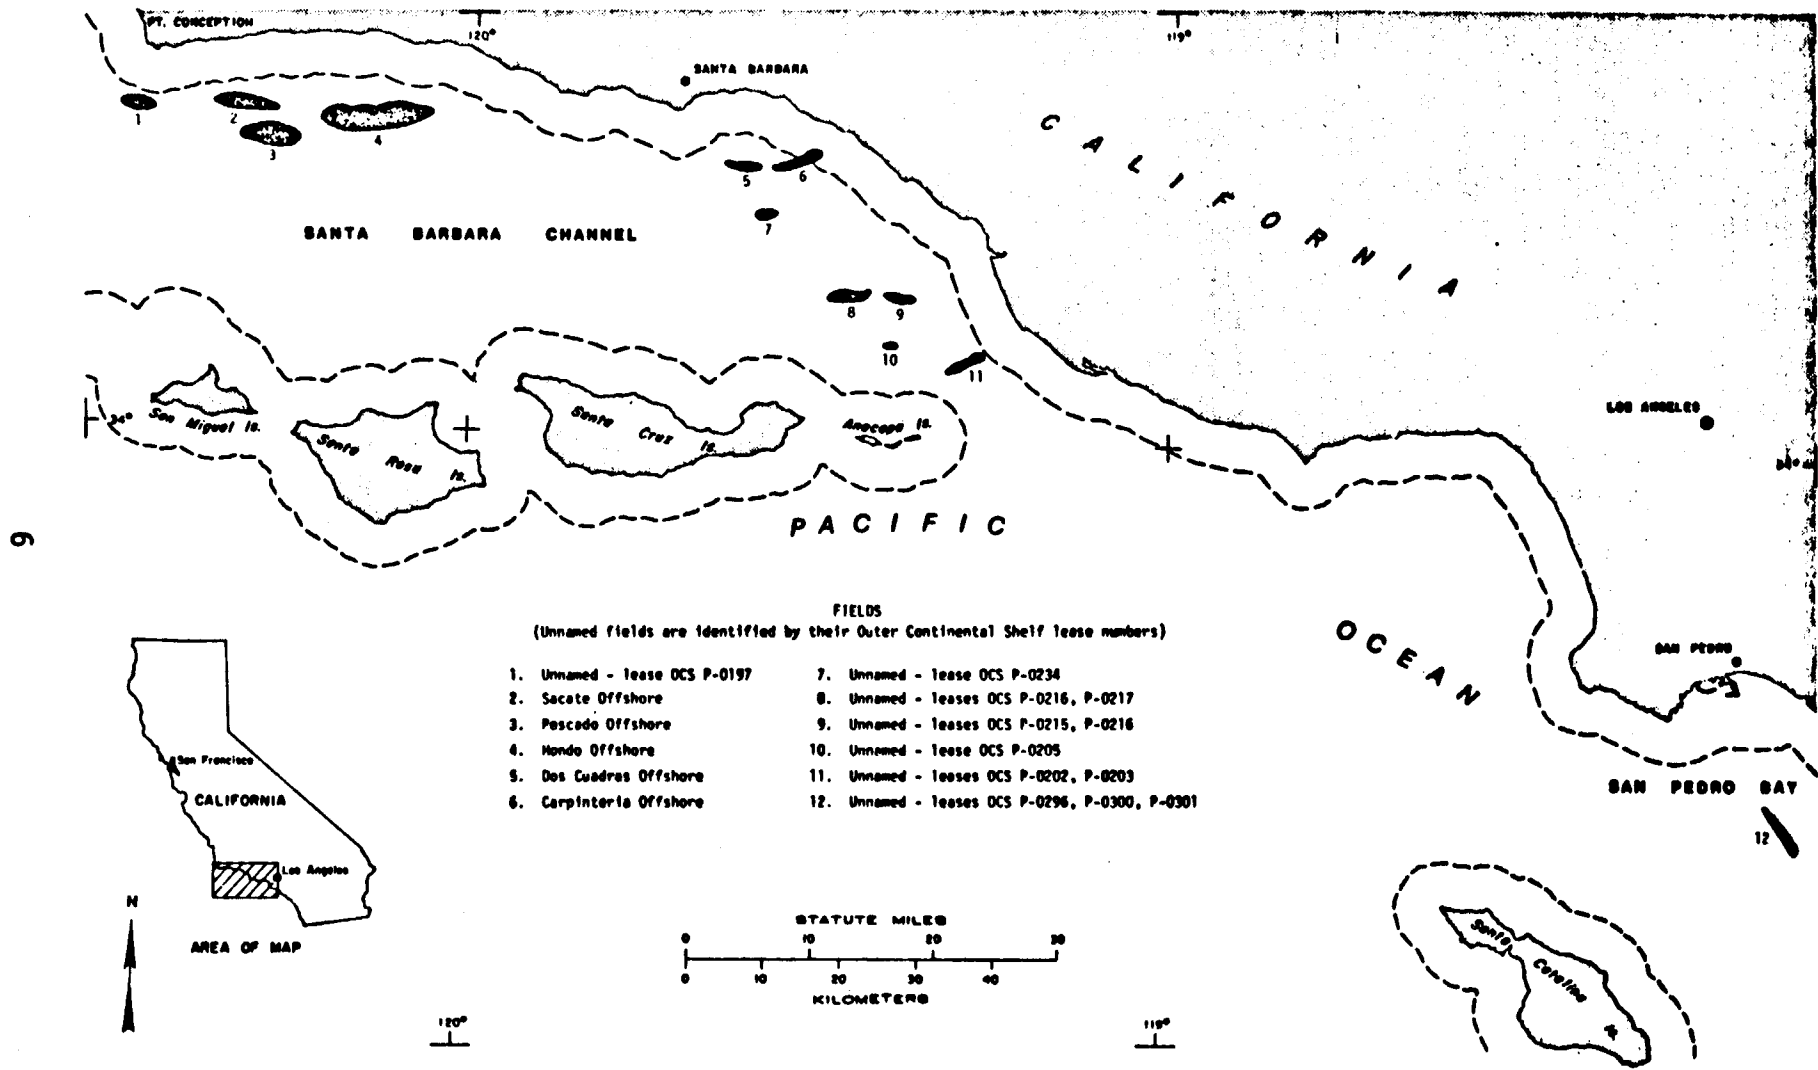 PT. CONCEPTION
120°
119°
SANTA BARBARA
CALIFORNIA
1
2
3
4
5
6
7
SANTA BARBARA CHANNEL
8
9
10
11
34°
San Miguel Is.
Santa Rosa Is.
Santa Cruz Is.
Anacapa Is.
LOS ANGELES
34°
PACIFIC
OCEAN
6
FIELDS
(Unnamed fields are identified by their Outer Continental Shelf lease numbers)
1. Unnamed - lease OCS P-0197
2. Sacate Offshore
3. Pescado Offshore
4. Hondo Offshore
5. Dos Cuadras Offshore
6. Carpinteria Offshore
7. Unnamed - lease OCS P-0234
8. Unnamed - leases OCS P-0216, P-0217
9. Unnamed - leases OCS P-0215, P-0216
10. Unnamed - lease OCS P-0205
11. Unnamed - leases OCS P-0202, P-0203
12. Unnamed - leases OCS P-0296, P-0300, P-0301
SAN PEDRO
SAN PEDRO BAY
12
San Francisco
CALIFORNIA
Los Angeles
N
AREA OF MAP
STATUTE MILES
0 10 20 30
0 10 20 30 40
KILOMETERS
Santa Catalina
120°
119°